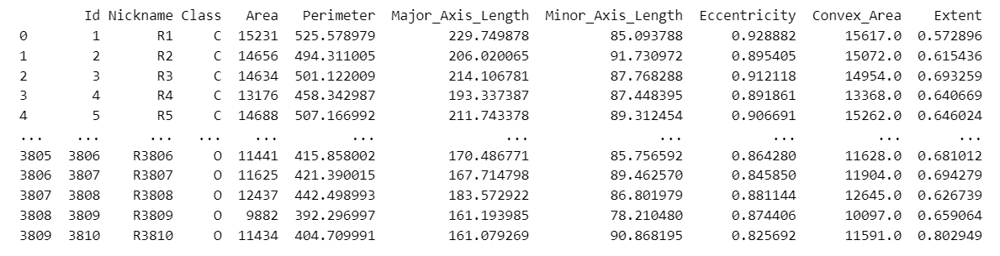 Id Nickname Class Area Perimeter Major_Axis_Length Minor_Axis_Length Eccentricity Convex_Area Extent
0 1 R1 C 15231 525.578979 229.749878 85.093788 0.928882 15617.0 0.572896
1 2 R2 C 14656 494.311005 206.020065 91.730972 0.895405 15072.0 0.615436
2 3 R3 C 14634 501.122009 214.106781 87.768288 0.912118 14954.0 0.693259
3 4 R4 C 13176 458.342987 193.337387 87.448395 0.891861 13368.0 0.640669
4 5 R5 C 14688 507.166992 211.743378 89.312454 0.906691 15262.0 0.646024
... ... ... ... ... ... ... ... ... ... ...
3805 3806 R3806 O 11441 415.858002 170.486771 85.756592 0.864280 11628.0 0.681012
3806 3807 R3807 O 11625 421.390015 167.714798 89.462570 0.845850 11904.0 0.694279
3807 3808 R3808 O 12437 442.498993 183.572922 86.801979 0.881144 12645.0 0.626739
3808 3809 R3809 O 9882 392.296997 161.193985 78.210480 0.874406 10097.0 0.659064
3809 3810 R3810 O 11434 404.709991 161.079269 90.868195 0.825692 11591.0 0.802949